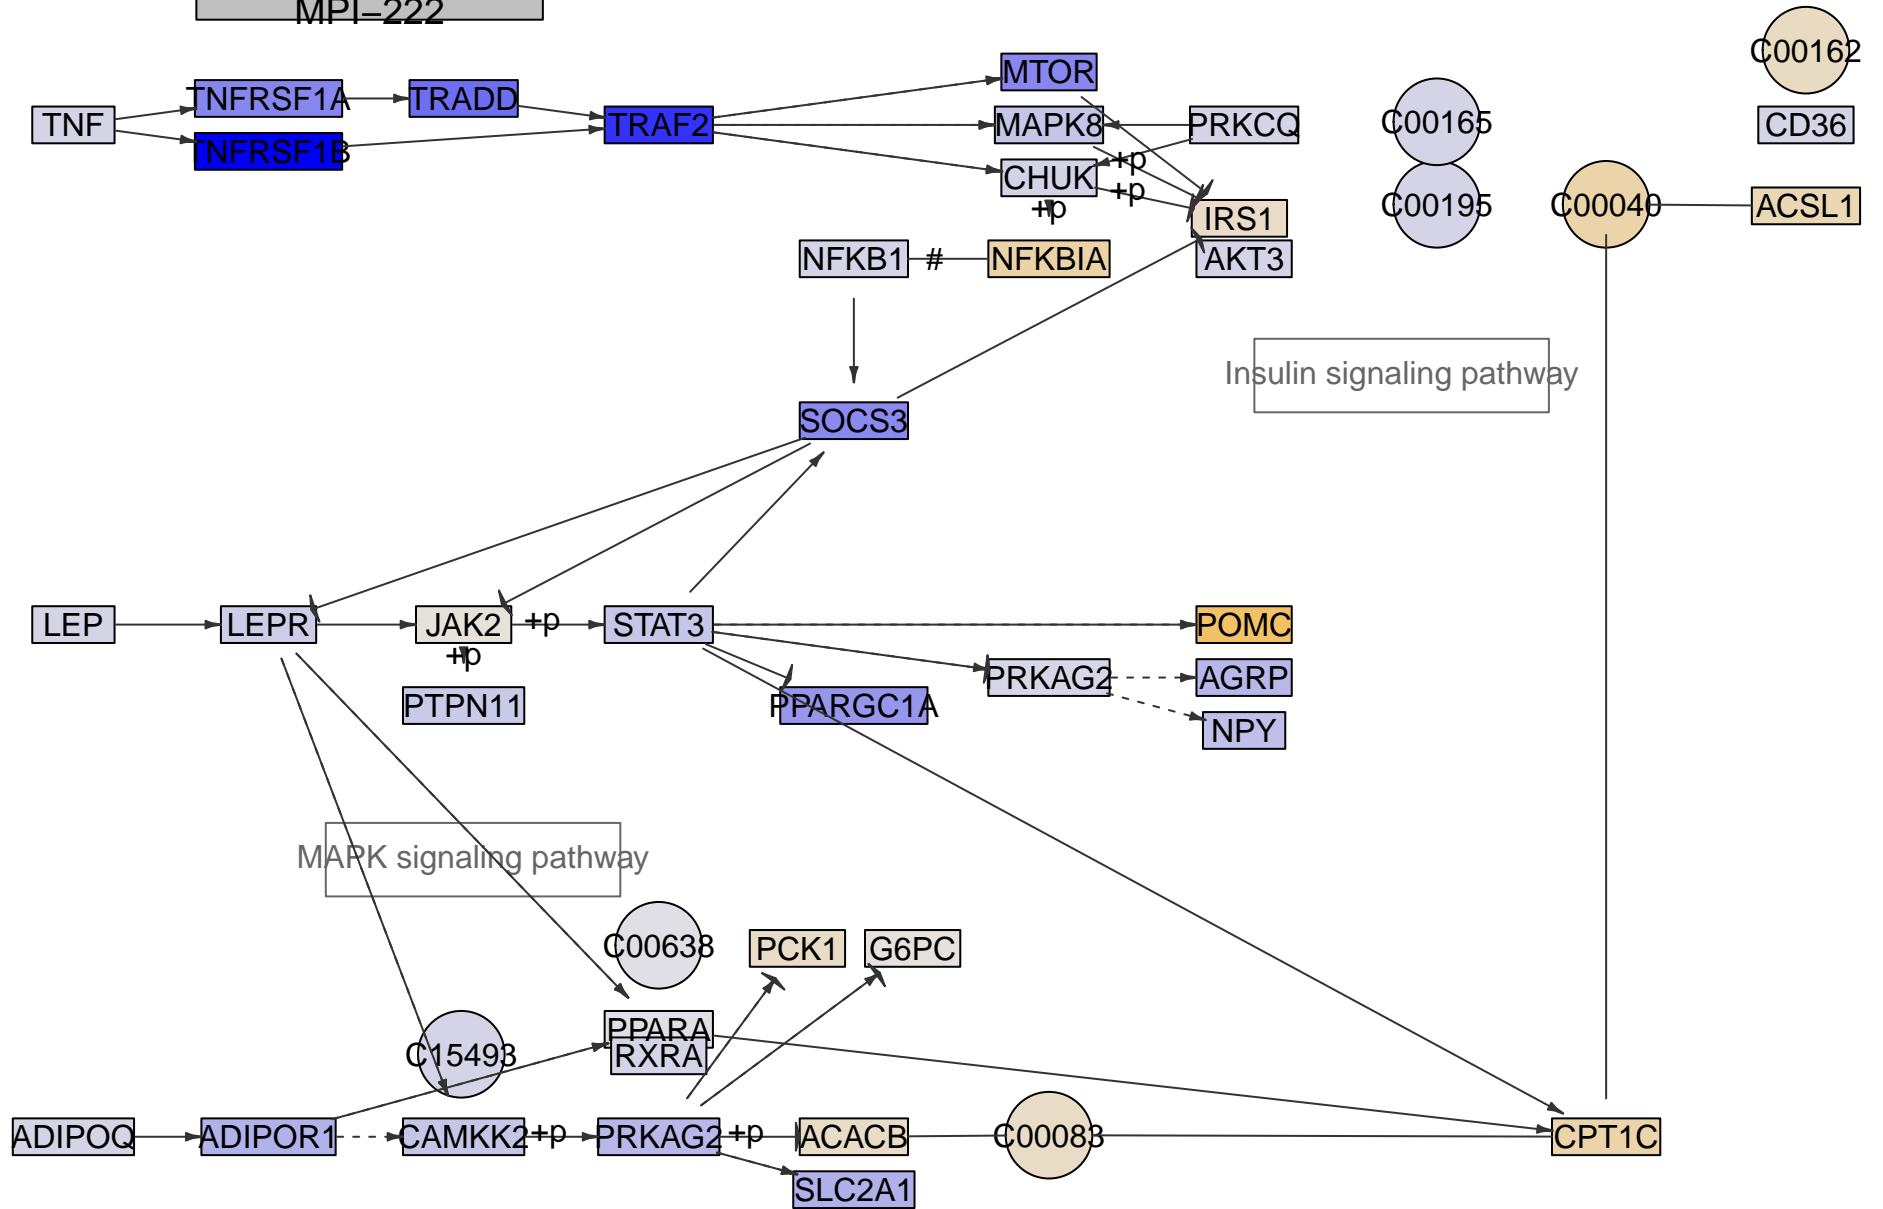 MPI–222
C00162
MTOR
TNFRSF1A
TRADD
TNF
TRAF2
MAPK8
PRKCQ
C00165
CD36
TNFRSF1B
+p
CHUK
+p
+p
C00195
C00040
ACSL1
IRS1
NFKB1
#
NFKBIA
AKT3
Insulin signaling pathway
SOCS3
LEP
LEPR
JAK2
+p
STAT3
POMC
+p
PRKAG2
AGRP
PTPN11
PPARGC1A
NPY
MAPK signaling pathway
C00638
PCK1
G6PC
PPARA
C15493
RXRA
ADIPOQ
ADIPOR1
CAMKK2
+p
PRKAG2
+p
ACACB
C00083
CPT1C
SLC2A1